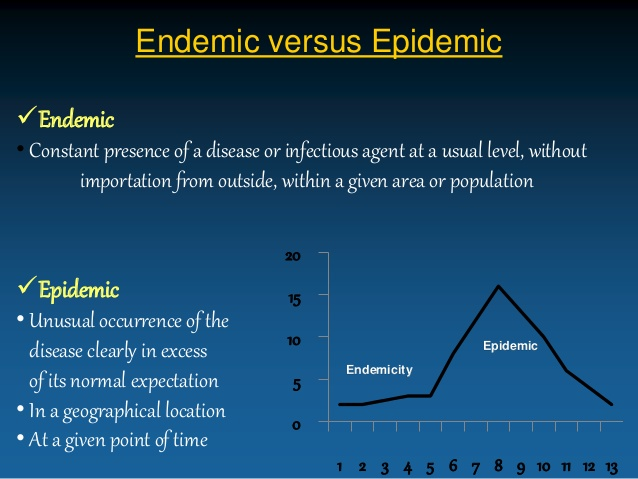 Endemic versus Epidemic
✓Endemic
• Constant presence of a disease or infectious agent at a usual level, without
importation from outside, within a given area or population
✓Epidemic
• Unusual occurrence of the
disease clearly in excess
of its normal expectation
• In a geographical location
• At a given point of time
20
15
10
5
0
Endemicity
Epidemic
1 2 3 4 5 6 7 8 9 10 11 12 13